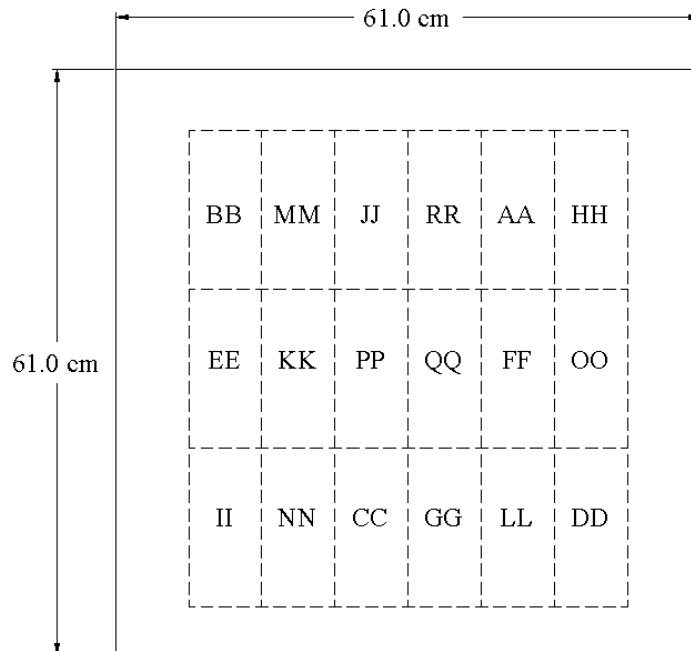 61.0 cm
BB MM JJ RR AA HH
61.0 cm
EE KK PP QQ FF OO
II NN CC GG LL DD